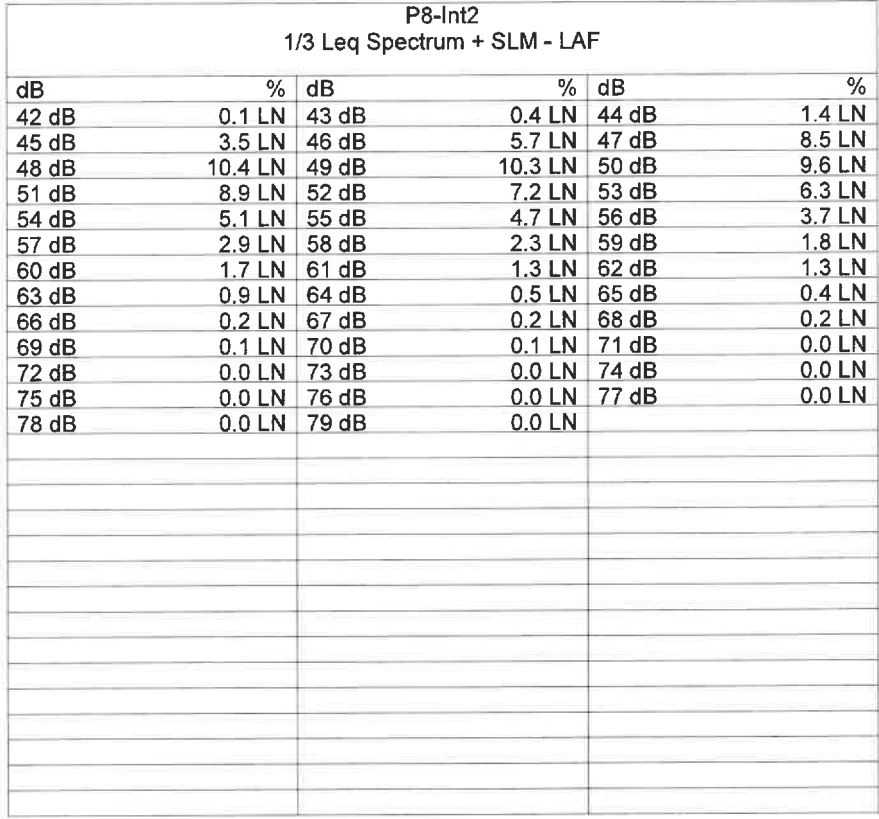 P8-Int2
1/3 Leq Spectrum + SLM - LAF
dB % dB % dB %
42 dB 0.1 LN 43 dB 0.4 LN 44 dB 1.4 LN
45 dB 3.5 LN 46 dB 5.7 LN 47 dB 8.5 LN
48 dB 10.4 LN 49 dB 10.3 LN 50 dB 9.6 LN
51 dB 8.9 LN 52 dB 7.2 LN 53 dB 6.3 LN
54 dB 5.1 LN 55 dB 4.7 LN 56 dB 3.7 LN
57 dB 2.9 LN 58 dB 2.3 LN 59 dB 1.8 LN
60 dB 1.7 LN 61 dB 1.3 LN 62 dB 1.3 LN
63 dB 0.9 LN 64 dB 0.5 LN 65 dB 0.4 LN
66 dB 0.2 LN 67 dB 0.2 LN 68 dB 0.2 LN
69 dB 0.1 LN 70 dB 0.1 LN 71 dB 0.0 LN
72 dB 0.0 LN 73 dB 0.0 LN 74 dB 0.0 LN
75 dB 0.0 LN 76 dB 0.0 LN 77 dB 0.0 LN
78 dB 0.0 LN 79 dB 0.0 LN